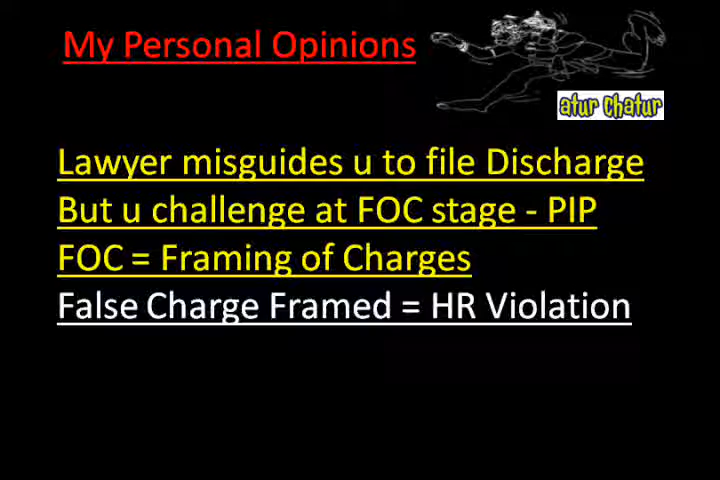 My Personal Opinions
atur chatur
Lawyer misguides u to file Discharge
But u challenge at FOC stage - PIP
FOC = Framing of Charges
False Charge Framed = HR Violation